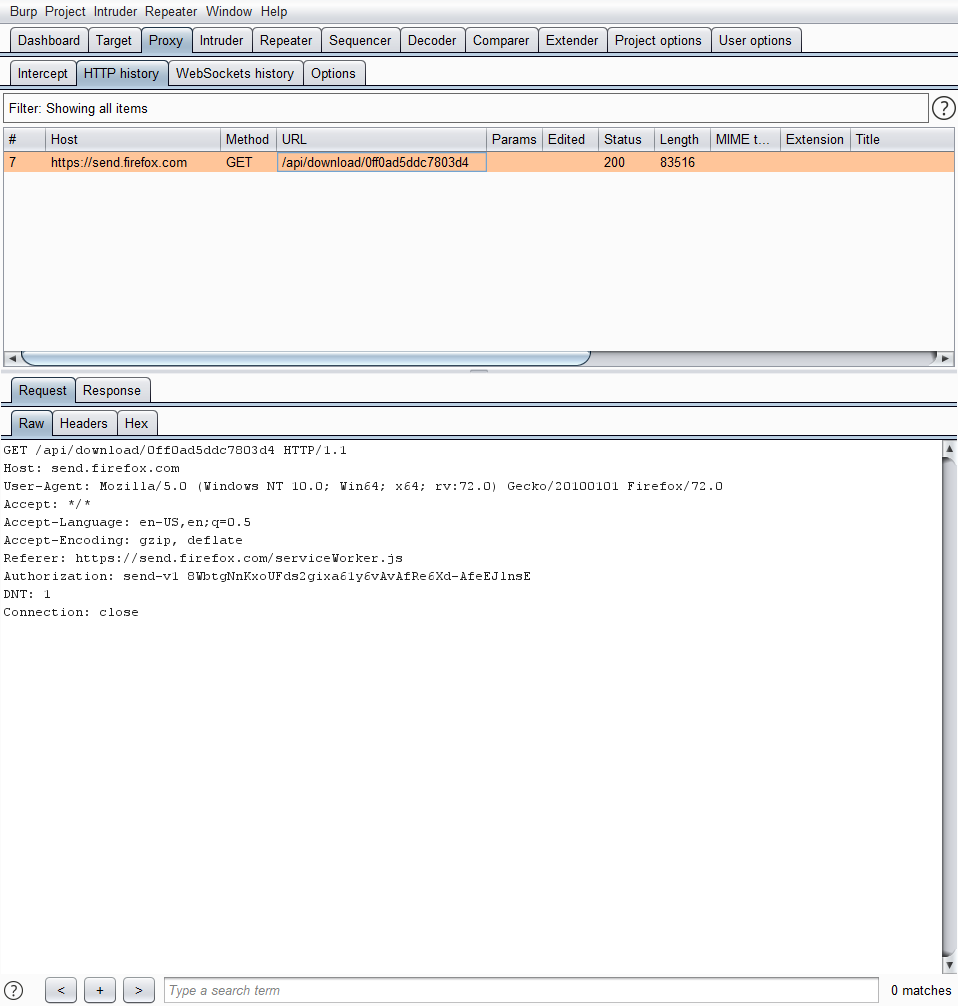 Burp Project Intruder Repeater Window Help
Dashboard Target Proxy Intruder Repeater Sequencer Decoder Comparer Extender Project options User options
Intercept HTTP history WebSockets history Options
Filter: Showing all items ?
# Host Method URL Params Edited Status Length MIME t... Extension Title
7 https://send.firefox.com GET /api/download/0ff0ad5ddc7803d4 200 83516
Request Response
Raw Headers Hex
GET /api/download/0ff0ad5ddc7803d4 HTTP/1.1
Host: send.firefox.com
User-Agent: Mozilla/5.0 (Windows NT 10.0; Win64; x64; rv:72.0) Gecko/20100101 Firefox/72.0
Accept: */*
Accept-Language: en-US,en;q=0.5
Accept-Encoding: gzip, deflate
Referer: https://send.firefox.com/serviceWorker.js
Authorization: send-v1 8WbtgNnKxoUFds2gixa6ly6vAvAfRe6Xd-AfeEJlnsE
DNT: 1
Connection: close
? < + > Type a search term 0 matches